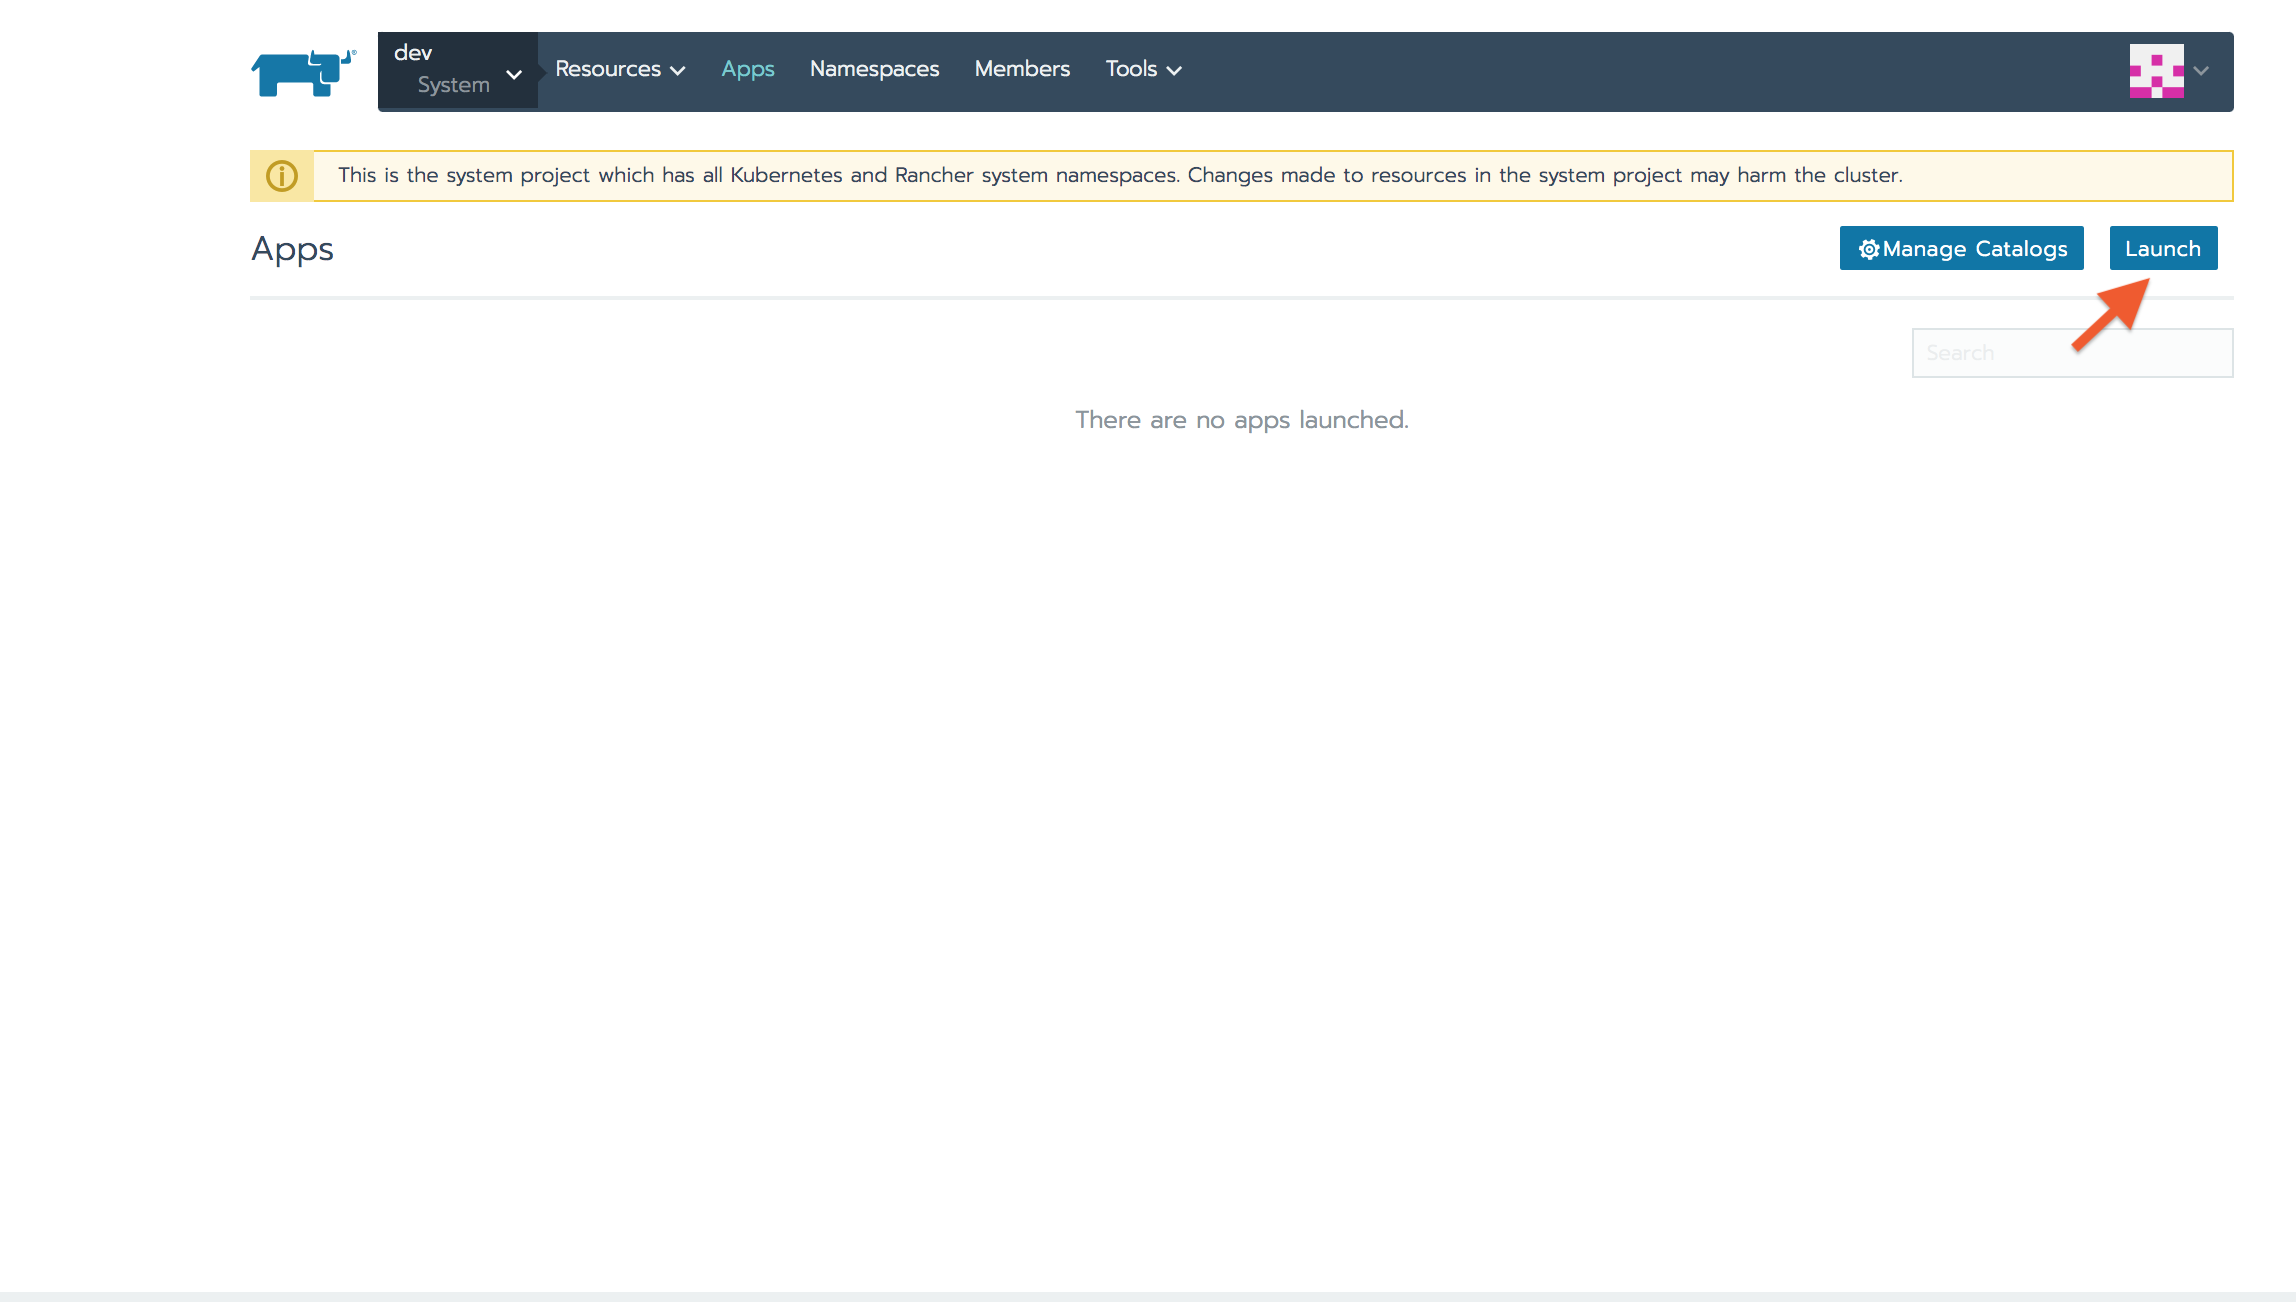 dev
System
Resources
Apps
Namespaces
Members
Tools
This is the system project which has all Kubernetes and Rancher system namespaces. Changes made to resources in the system project may harm the cluster.
Apps
Manage Catalogs
Launch
Search
There are no apps launched.